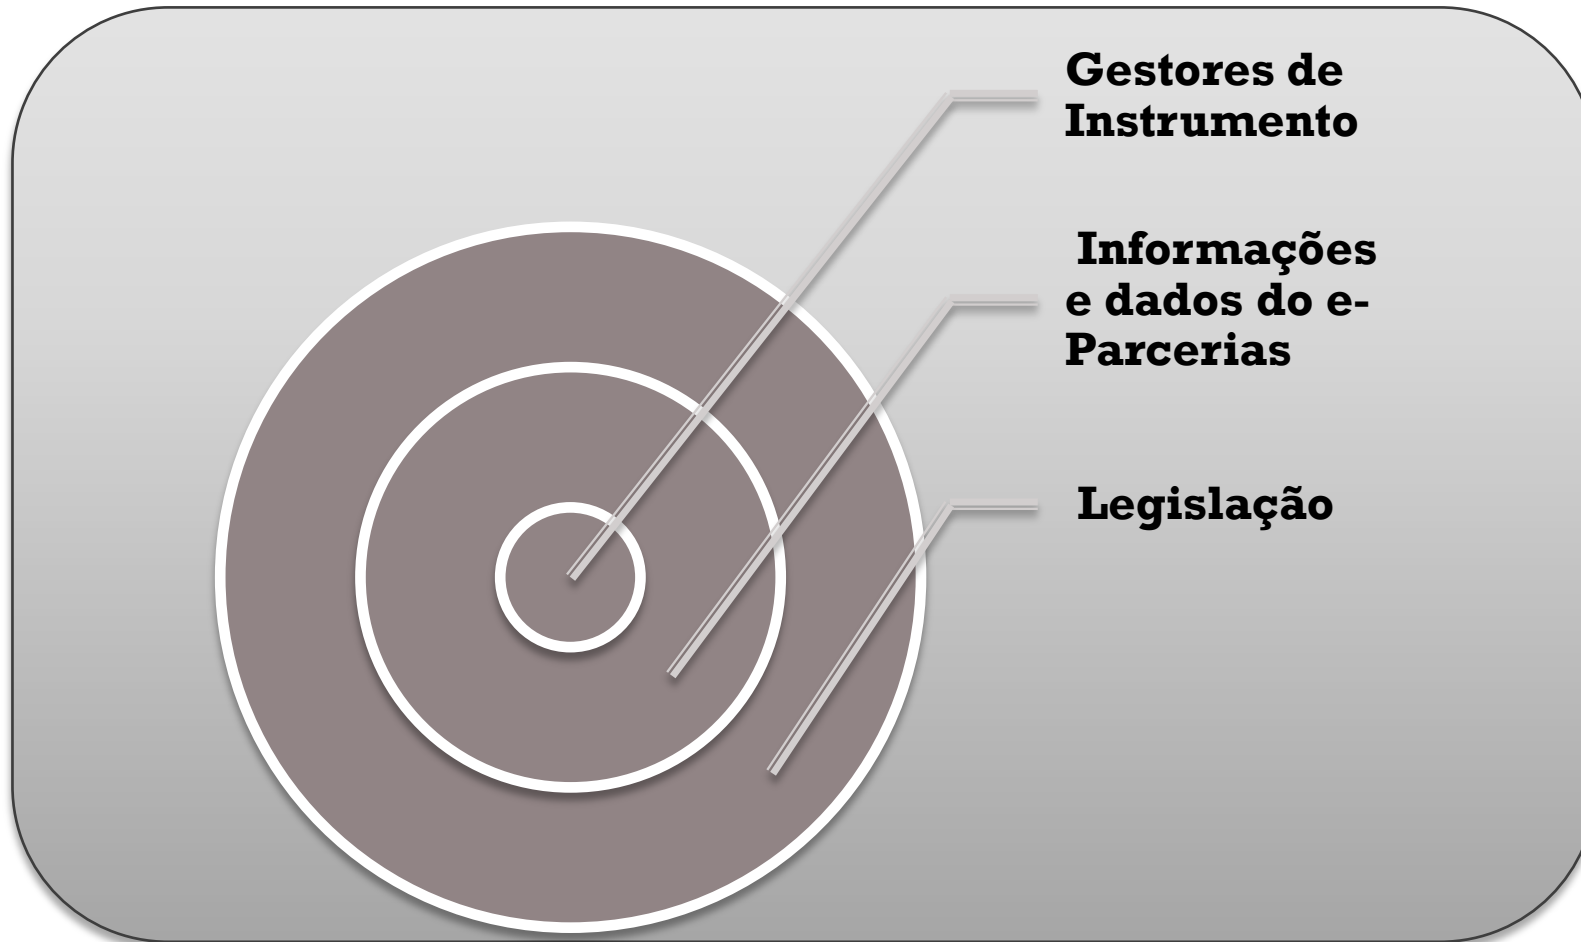 Gestores de
Instrumento
Informações
e dados do e-
Parcerias
Legislação